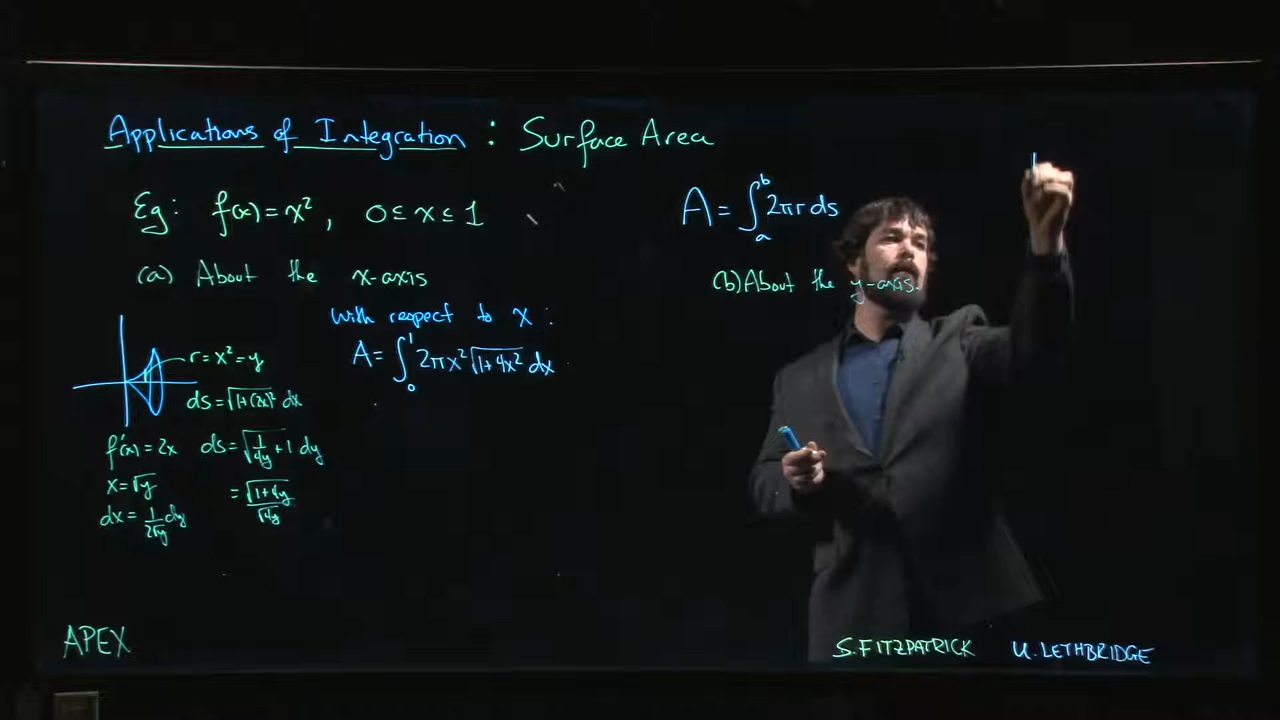 Applications of Integration : Surface Area
Eg: f(x) = x², 0 ≤ x ≤ 1
(a) About the x-axis
with respect to x :
A = ∫₀¹ 2πx² √(1+4x²) dx
r = x² = y
ds = √(1+(2x)²) dx
f'(x) = 2x
ds = √(1/4y + 1) dy
x = √y
= √(1+4y)/√4y
dx = 1/(2√y) dy
A = ∫ₐᵇ 2πr ds
(b) About the y-axis.
APEX
S.FITZPATRICK
U.LETHBRIDGE